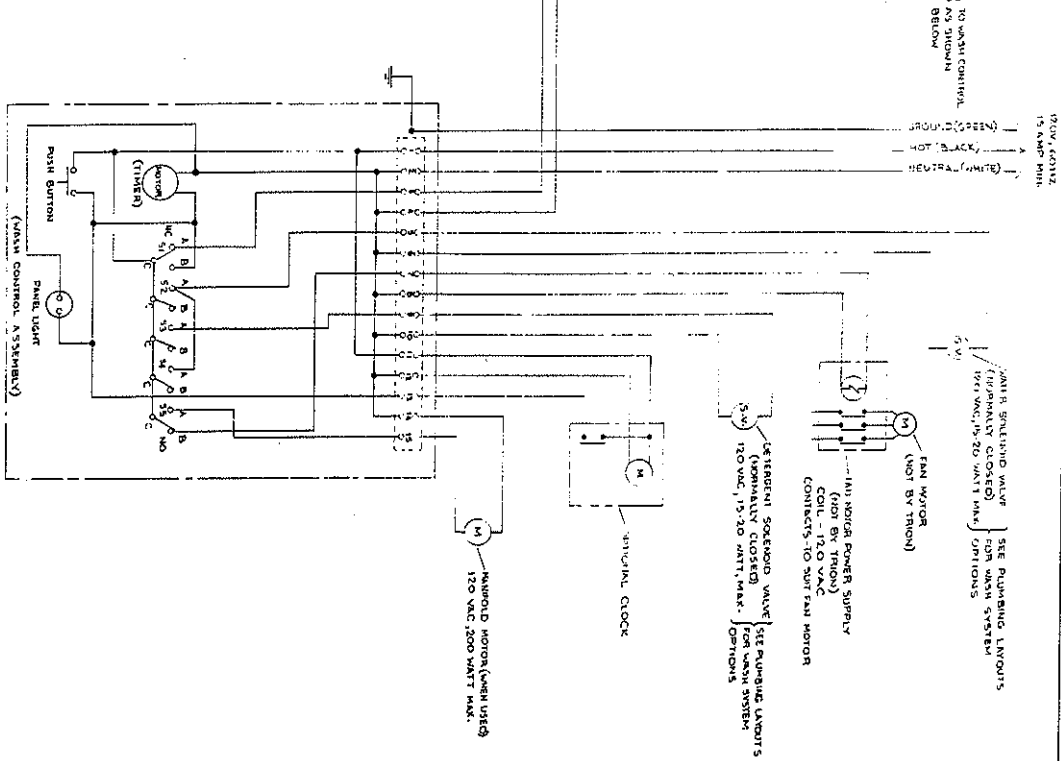 TO WASH CONTROL
AS SHOWN
BELOW
120V, 60HZ
15 AMP MIN.
GROUND (GREEN)
HOT (BLACK)
NEUTRAL (WHITE)
WATER SOLENOID VALVE
(NORMALLY CLOSED)
120 VAC, 15-20 WATT MAX.
SEE PLUMBING LAYOUTS
FOR WASH SYSTEM
OPTIONS
S.V.
M
FAN MOTOR
(NOT BY TRION)
FAN MOTOR POWER SUPPLY
(NOT BY TRION)
COIL - 120 VAC
CONTACTS-TO SUIT FAN MOTOR
S.V.
DETERGENT SOLENOID VALVE
(NORMALLY CLOSED)
120 VAC, 15-20 WATT, MAX.
SEE PLUMBING LAYOUTS
FOR WASH SYSTEM
OPTIONS
M
OPTIONAL CLOCK
M
MANIFOLD MOTOR (WHEN USED)
120 VAC, 200 WATT MAX.
PUSH BUTTON
MOTOR
(TIMER)
NC
S1
A
B
C
S2
A
B
C
S3
A
B
C
S4
A
B
C
S5
A
B
C
NO
PANEL LIGHT
(WASH CONTROL ASSEMBLY)